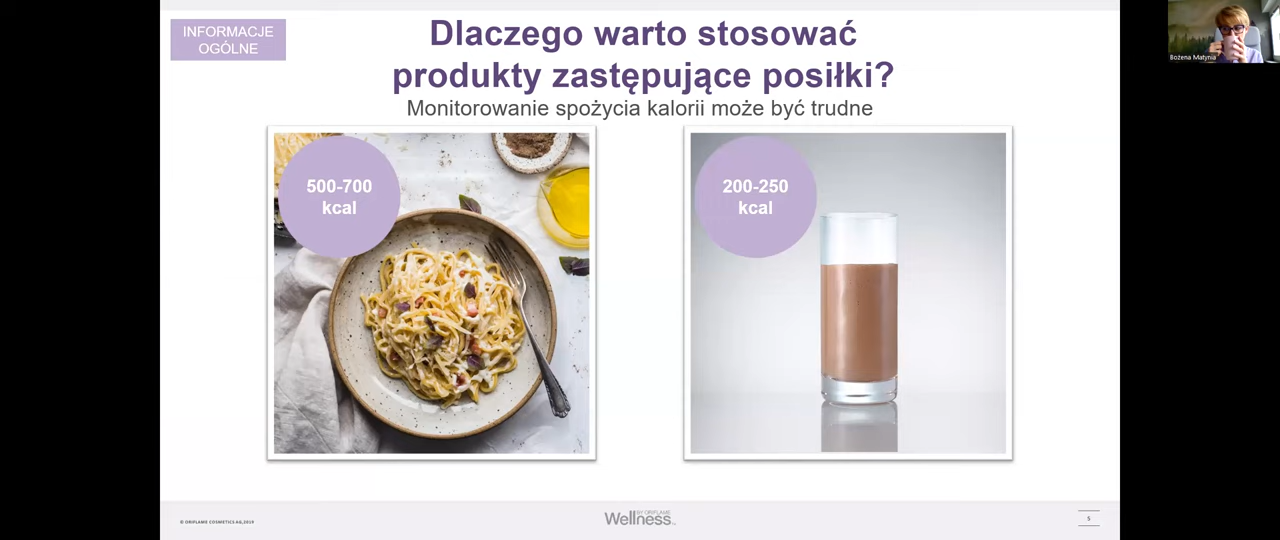 INFORMACJE
OGÓLNE
Dlaczego warto stosować
produkty zastępujące posiłki?
Monitorowanie spożycia kalorii może być trudne
500-700
kcal
200-250
kcal
Bożena Matynia
© ORIFLAME COSMETICS AG, 2019
BY ORIFLAME
Wellness
5